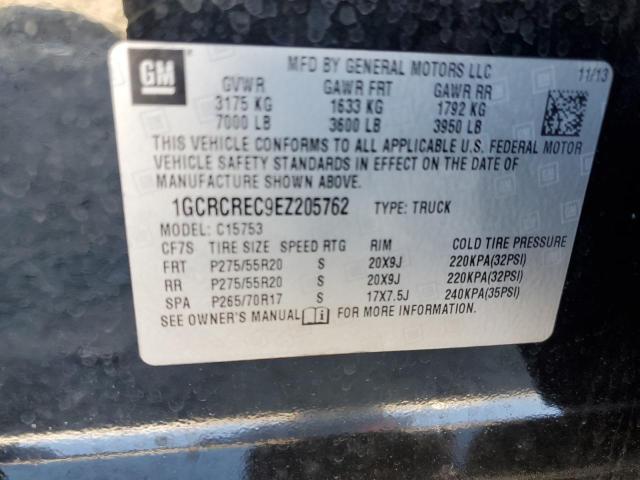 GM
MFD BY GENERAL MOTORS LLC 11/13
GVWR GAWR FRT GAWR RR
3175 KG 1633 KG 1792 KG
7000 LB 3600 LB 3950 LB
THIS VEHICLE CONFORMS TO ALL APPLICABLE U.S. FEDERAL MOTOR
VEHICLE SAFETY STANDARDS IN EFFECT ON THE DATE OF
MANUFACTURE SHOWN ABOVE.
1GCRCREC9EZ205762 TYPE: TRUCK
MODEL: C15753
CF7S TIRE SIZE SPEED RTG RIM COLD TIRE PRESSURE
FRT P275/55R20 S 20X9J 220KPA(32PSI)
RR P275/55R20 S 20X9J 220KPA(32PSI)
SPA P265/70R17 S 17X7.5J 240KPA(35PSI)
SEE OWNER'S MANUAL FOR MORE INFORMATION.